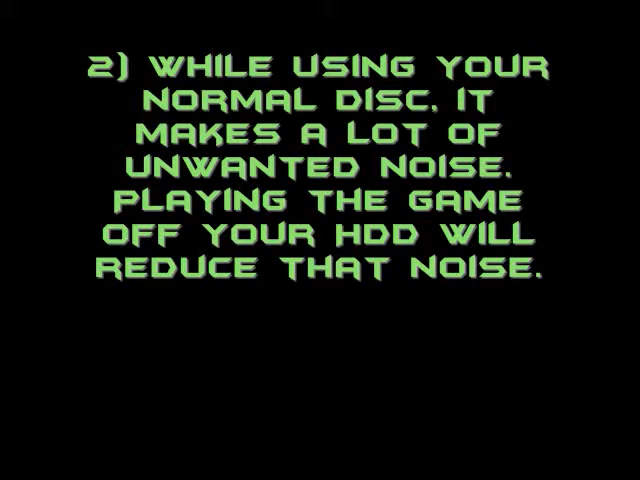 2) WHILE USING YOUR
NORMAL DISC, IT
MAKES A LOT OF
UNWANTED NOISE.
PLAYING THE GAME
OFF YOUR HDD WILL
REDUCE THAT NOISE.